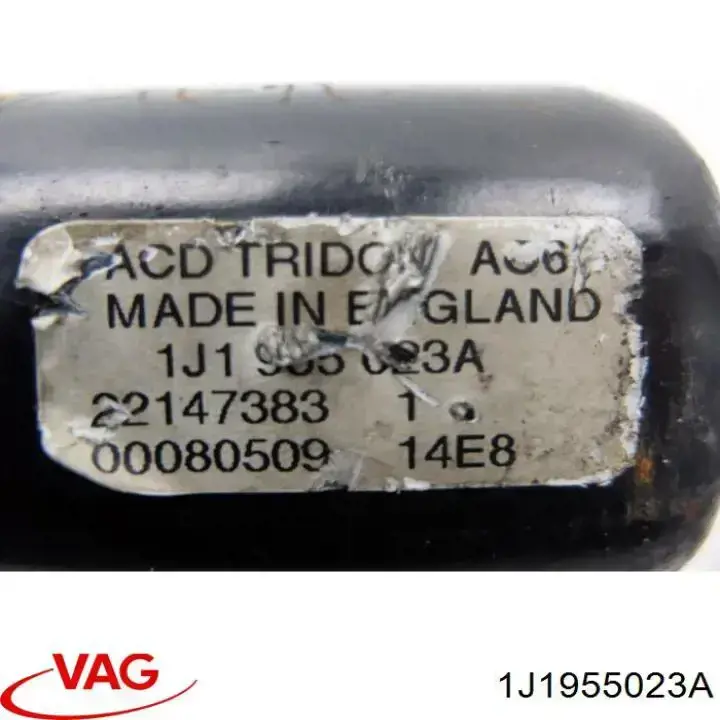 ACD TRIDON AC6
MADE IN ENGLAND
1J1 955 023A
22147383 1
00080509 14E8
VAG
1J1955023A